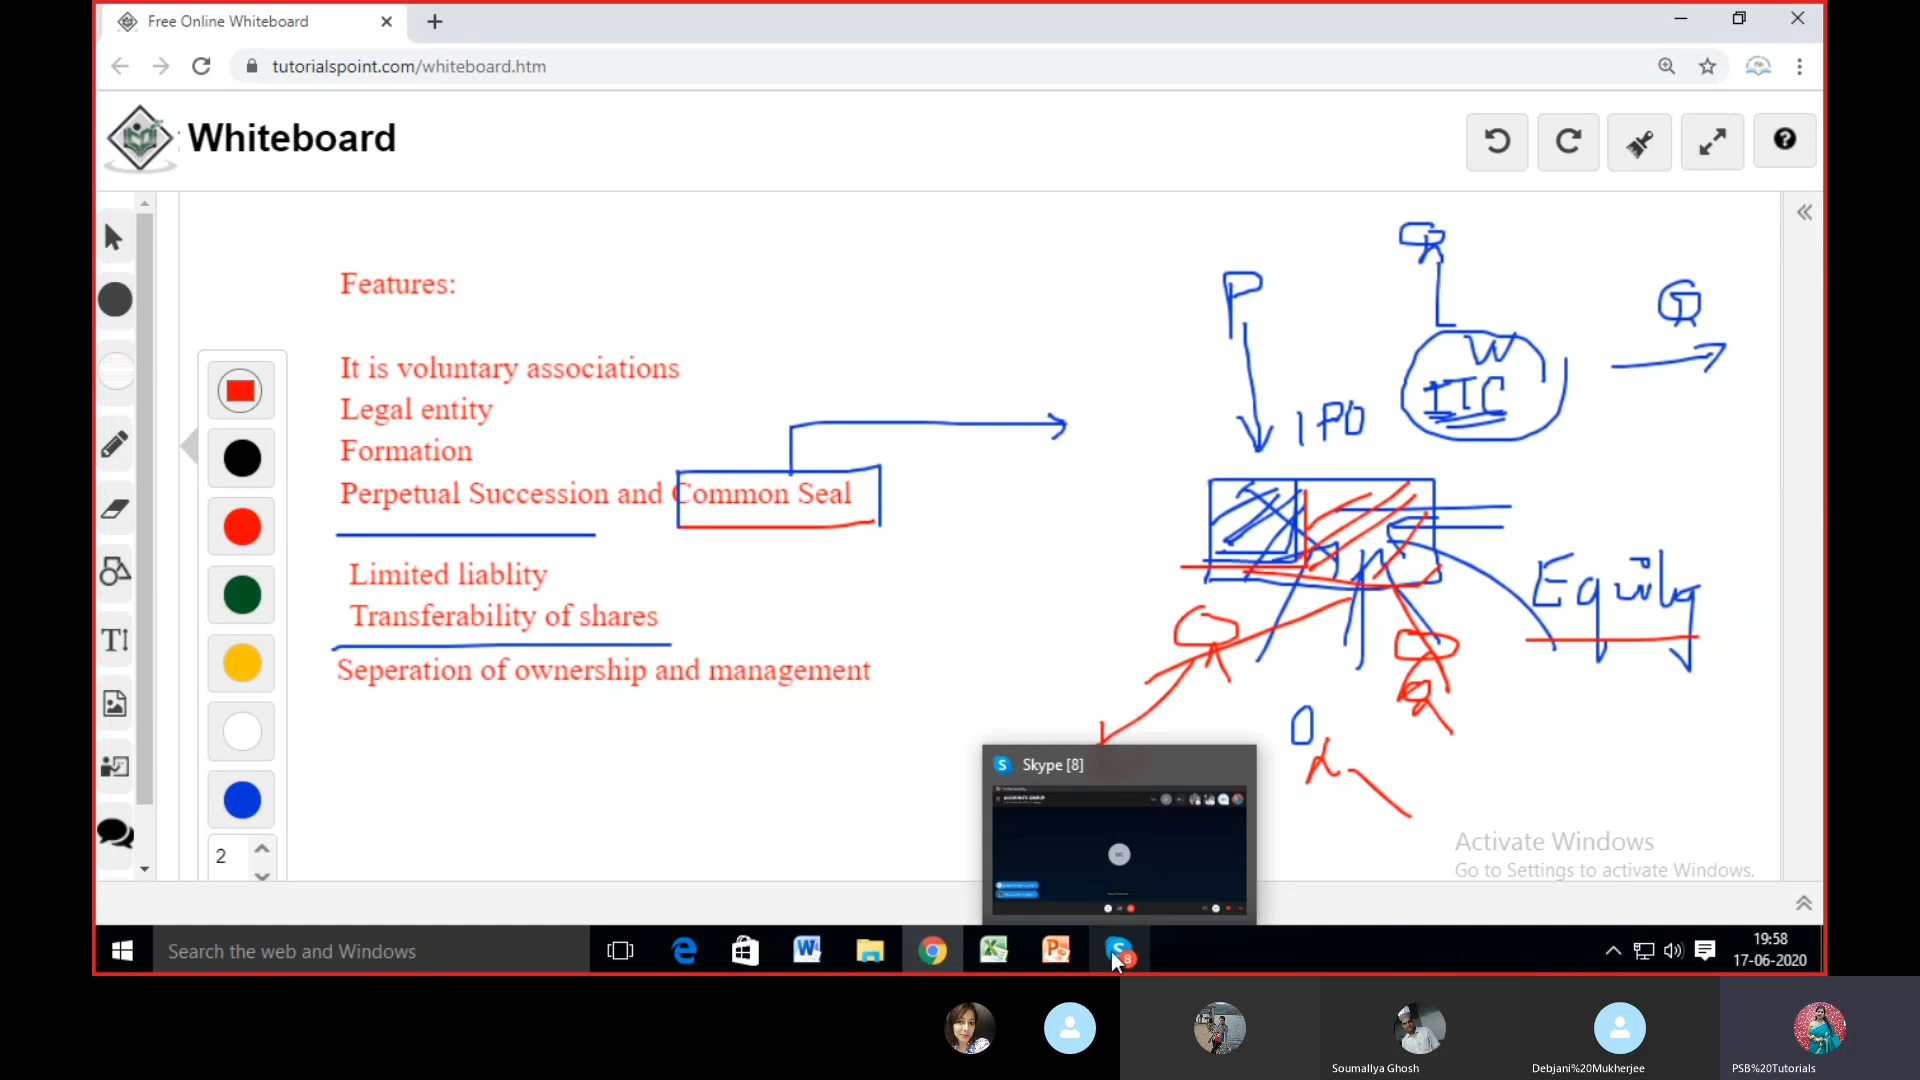 Free Online Whiteboard
tutorialspoint.com/whiteboard.htm
Whiteboard
Features:
It is voluntary associations
Legal entity
Formation
Perpetual Succession and Common Seal
Limited liablity
Transferability of shares
Seperation of ownership and management
P
IPO
W
ITC
Equity
2
Skype [8]
Activate Windows
Go to Settings to activate Windows.
Search the web and Windows
8
19:58
17-06-2020
Soumallya Ghosh
Debjani%20Mukherjee
PSB%20Tutorials